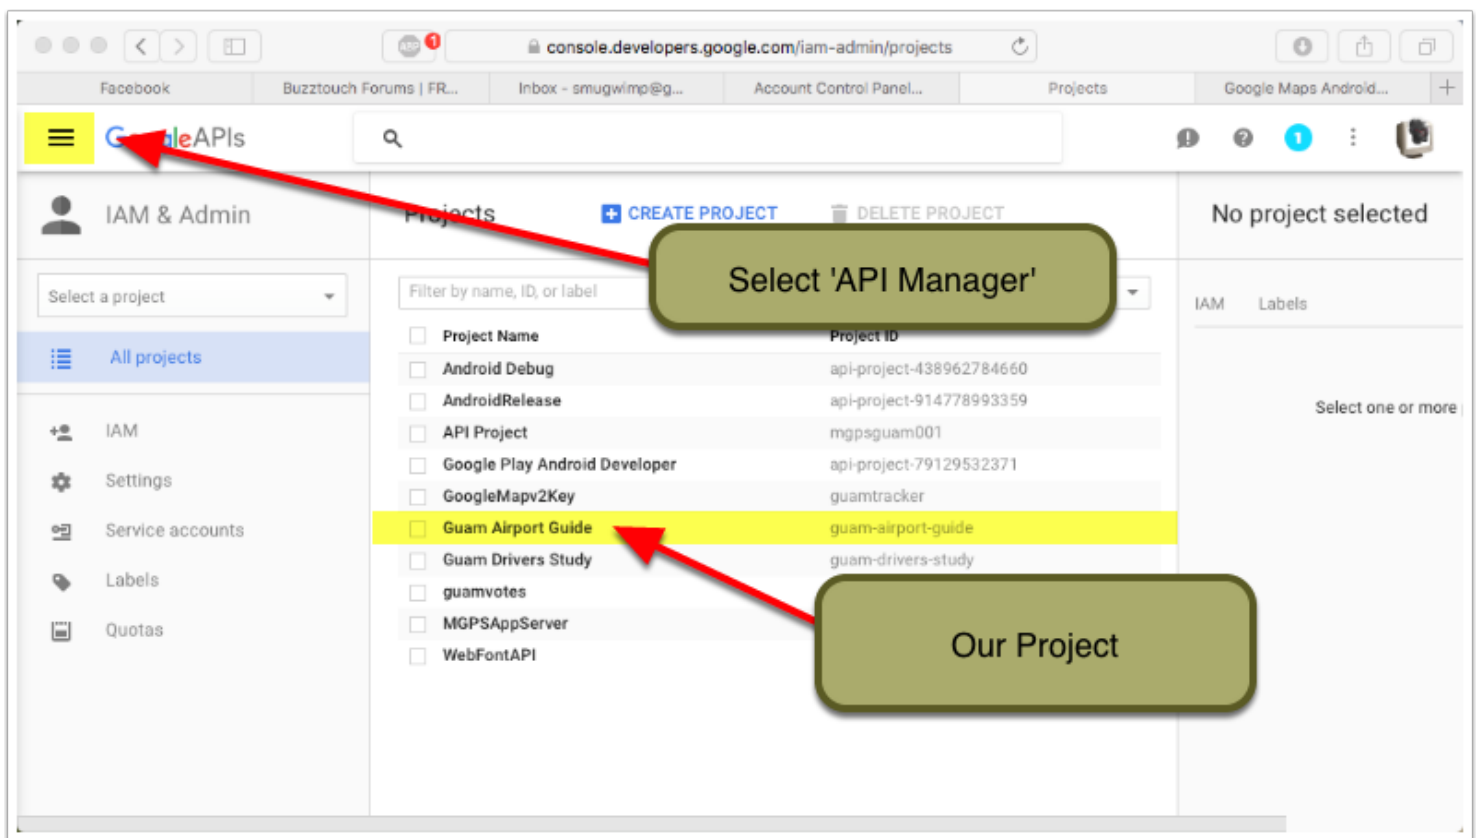 ABP 1 console.developers.google.com/iam-admin/projects
Facebook Buzztouch Forums | FR... Inbox - smugwimp@g... Account Control Panel... Projects Google Maps Android... +
APIs 1
IAM & Admin Projects CREATE PROJECT DELETE PROJECT No project selected
Select 'API Manager'
Select a project Filter by name, ID, or label IAM Labels
Project Name Project ID
All projects
Android Debug api-project-438962784660
AndroidRelease api-project-914778993359
Select one or more
IAM API Project mgpsguam001
Google Play Android Developer api-project-79129532371
Settings GoogleMapv2Key guamtracker
Service accounts Guam Airport Guide guam-airport-guide
Guam Drivers Study guam-drivers-study
Labels guamvotes
Quotas MGPSAppServer
Our Project
WebFontAPI